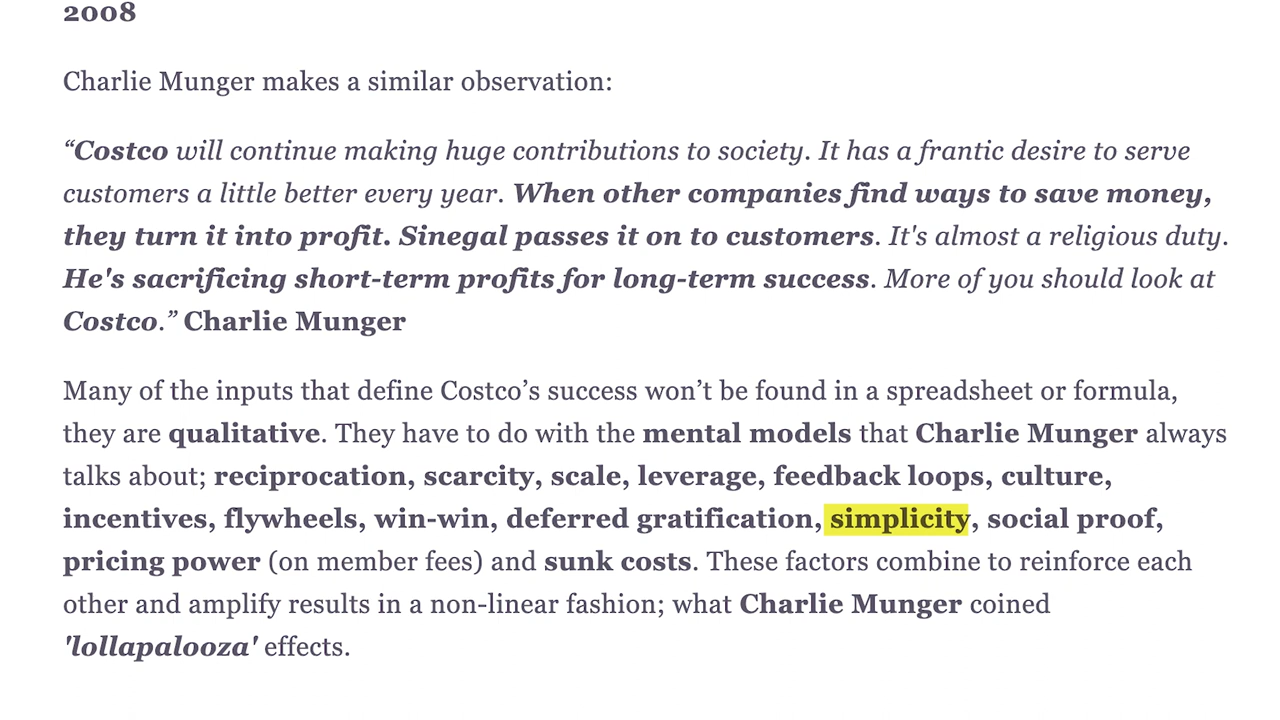 2008
Charlie Munger makes a similar observation:
“Costco will continue making huge contributions to society. It has a frantic desire to serve
customers a little better every year. When other companies find ways to save money,
they turn it into profit. Sinegal passes it on to customers. It's almost a religious duty.
He's sacrificing short-term profits for long-term success. More of you should look at
Costco.” Charlie Munger
Many of the inputs that define Costco’s success won’t be found in a spreadsheet or formula,
they are qualitative. They have to do with the mental models that Charlie Munger always
talks about; reciprocation, scarcity, scale, leverage, feedback loops, culture,
incentives, flywheels, win-win, deferred gratification, simplicity, social proof,
pricing power (on member fees) and sunk costs. These factors combine to reinforce each
other and amplify results in a non-linear fashion; what Charlie Munger coined
'lollapalooza' effects.